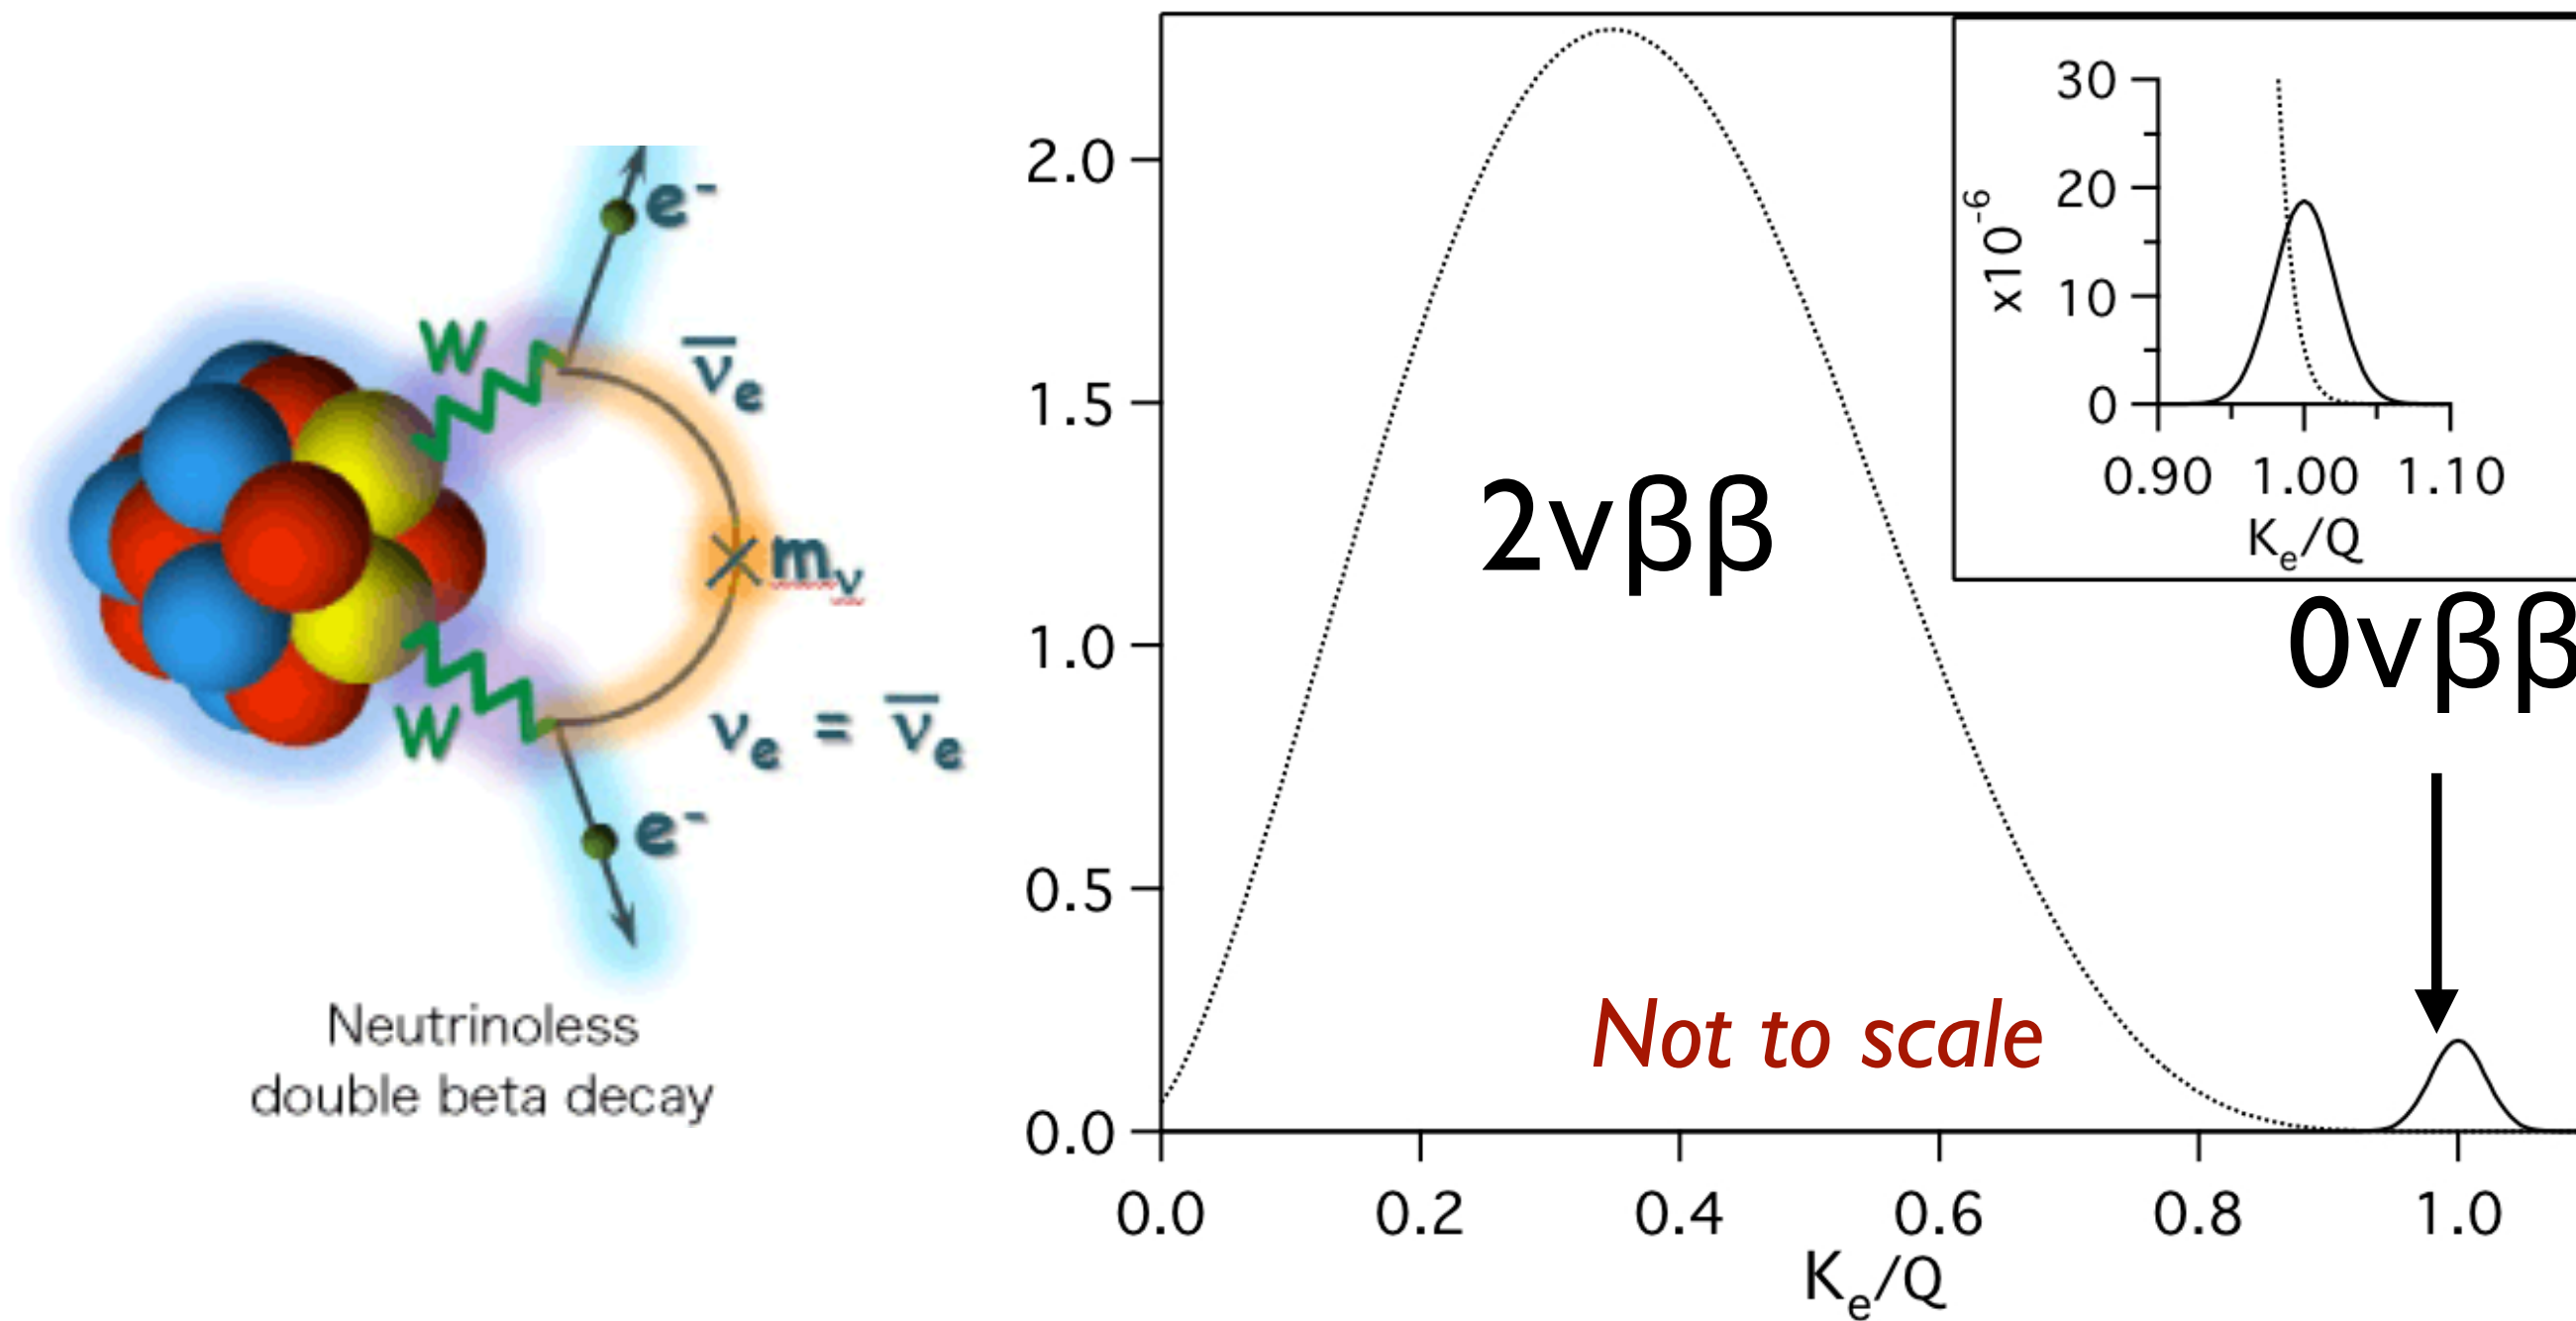 e⁻
W
ν̅e
mν
νe = ν̅e
W
e⁻
Neutrinoless
double beta decay
2.0
1.5
1.0
0.5
0.0
0.0 0.2 0.4 0.6 0.8 1.0
Ke/Q
2νββ
Not to scale
30
20
10
0
x10⁻⁶
0.90 1.00 1.10
Ke/Q
0νββ